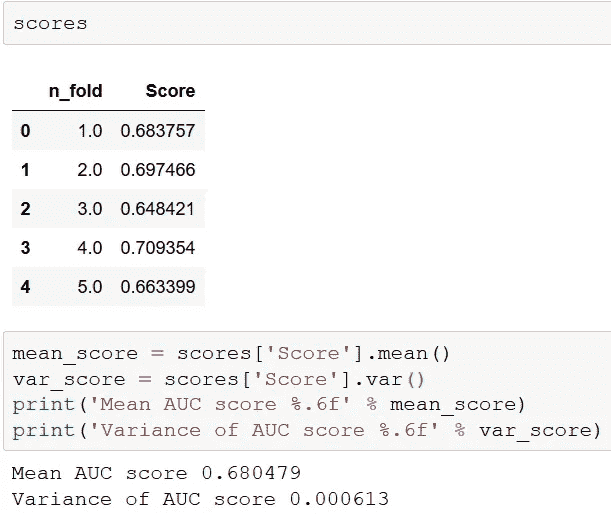 scores
n_fold Score
0 1.0 0.683757
1 2.0 0.697466
2 3.0 0.648421
3 4.0 0.709354
4 5.0 0.663399
mean_score = scores['Score'].mean()
var_score = scores['Score'].var()
print('Mean AUC score %.6f' % mean_score)
print('Variance of AUC score %.6f' % var_score)
Mean AUC score 0.680479
Variance of AUC score 0.000613